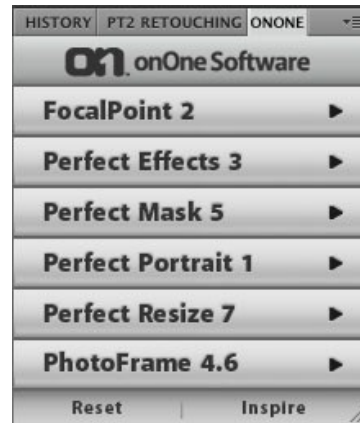 HISTORY PT2 RETOUCHING ONONE
on onOne Software
FocalPoint 2
Perfect Effects 3
Perfect Mask 5
Perfect Portrait 1
Perfect Resize 7
PhotoFrame 4.6
Reset | Inspire